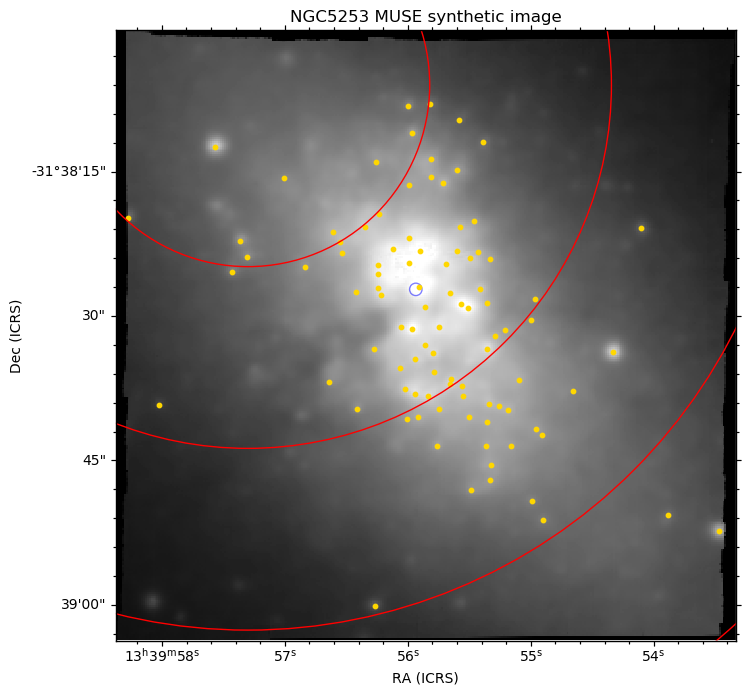 NGC5253 MUSE synthetic image
-31°38'15"
30"
45"
39'00"
Dec (ICRS)
13ʰ39ᵐ58ˢ
57ˢ
56ˢ
55ˢ
54ˢ
RA (ICRS)